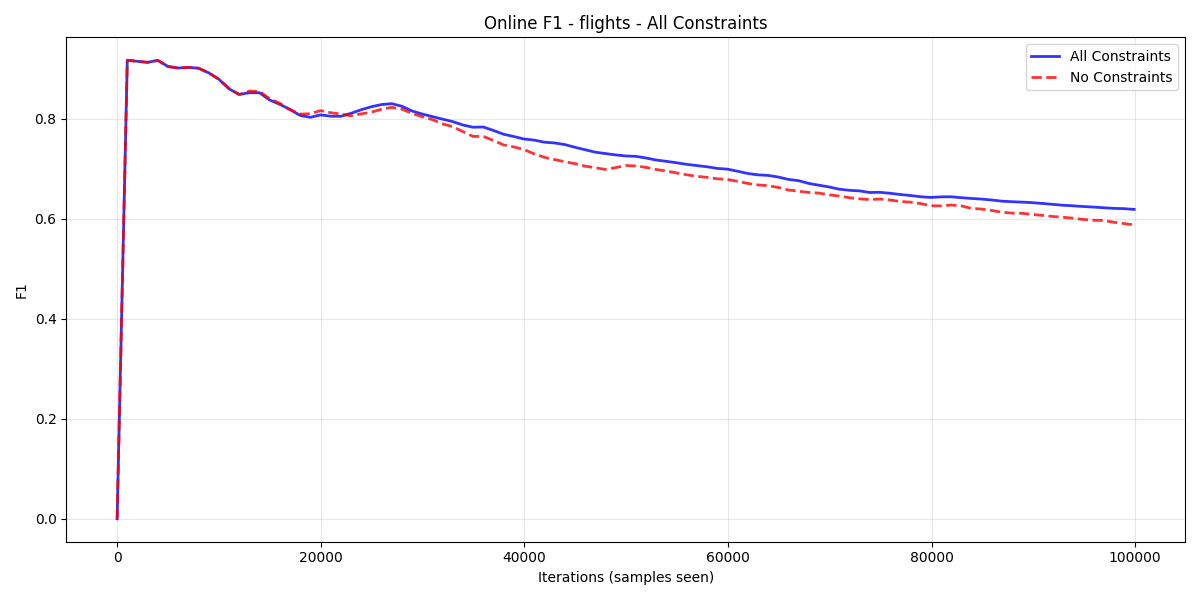 Online F1 - flights - All Constraints
All Constraints
No Constraints
F1
0.8
0.6
0.4
0.2
0.0
0
20000
40000
60000
80000
100000
Iterations (samples seen)